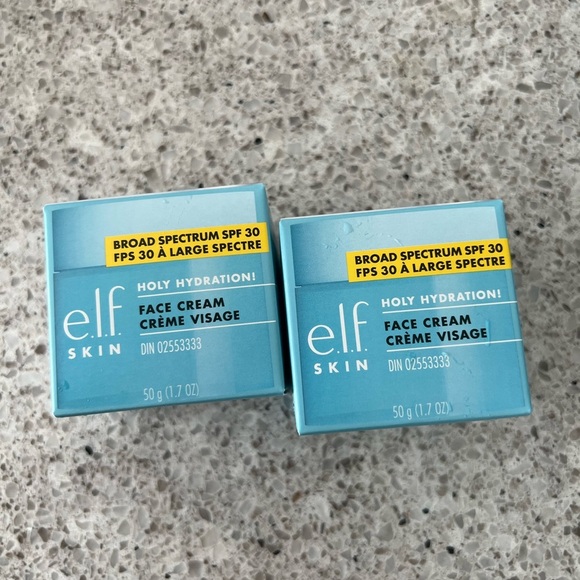 BROAD SPECTRUM SPF 30
FPS 30 À LARGE SPECTRE
HOLY HYDRATION!
e.l.f.
SKIN
FACE CREAM
CRÈME VISAGE
DIN 02553333
50 g (1.7 OZ)
BROAD SPECTRUM SPF 30
FPS 30 À LARGE SPECTRE
HOLY HYDRATION!
e.l.f.
SKIN
FACE CREAM
CRÈME VISAGE
DIN 02553333
50 g (1.7 OZ)